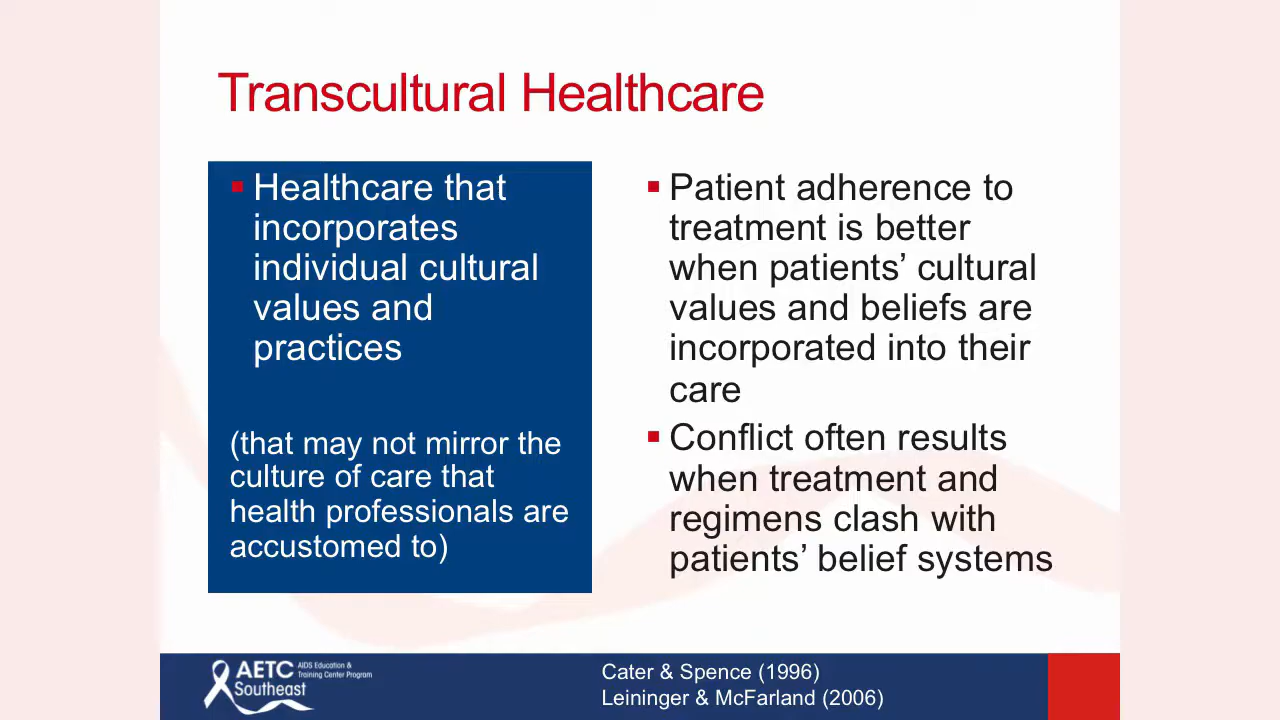 Transcultural Healthcare
Healthcare that
incorporates
individual cultural
values and
practices
(that may not mirror the
culture of care that
health professionals are
accustomed to)
Patient adherence to
treatment is better
when patients’ cultural
values and beliefs are
incorporated into their
care
Conflict often results
when treatment and
regimens clash with
patients’ belief systems
AETC
AIDS Education &
Training Center Program
Southeast
Cater & Spence (1996)
Leininger & McFarland (2006)